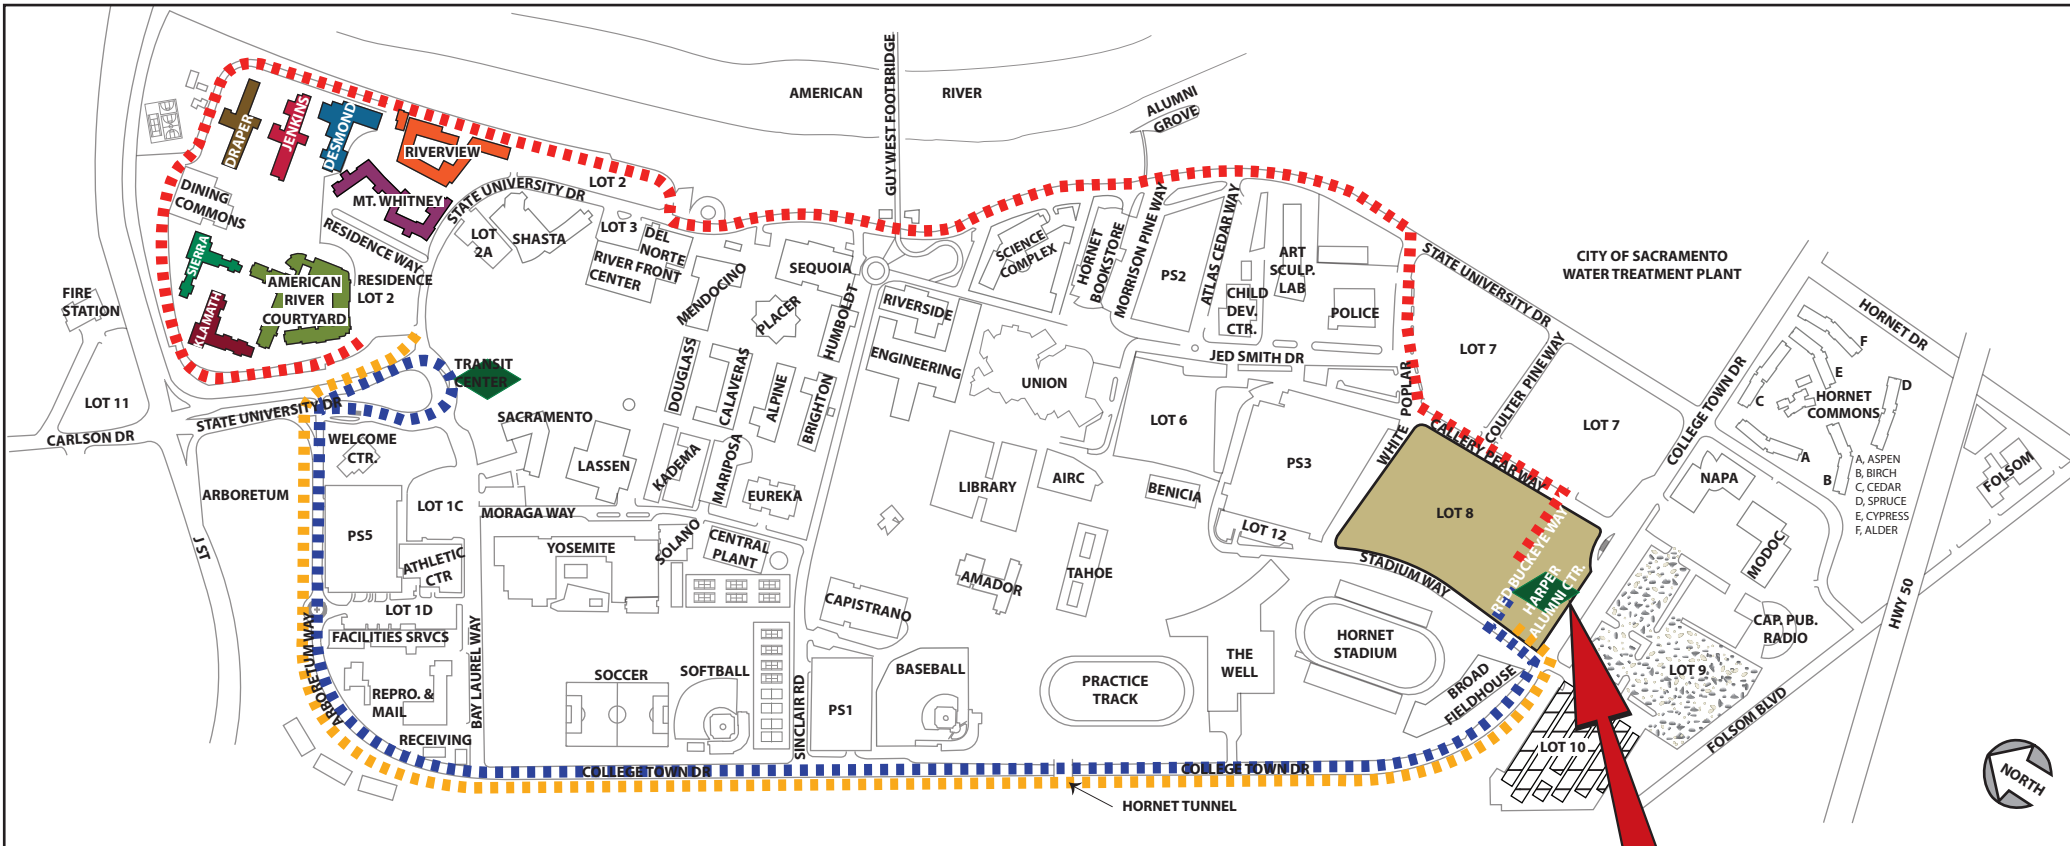 AMERICAN
RIVER
GUY WEST FOOTBRIDGE
ALUMNI
GROVE
DRAPER
JENKINS
DESMOND
RIVERVIEW
DINING
COMMONS
MT. WHITNEY
STATE UNIVERSITY DR
LOT 2
RESIDENCE WAY
LOT
2A
SHASTA
LOT 3
DEL
NORTE
RIVER FRONT
CENTER
SIERRA
AMERICAN
RIVER
COURTYARD
RESIDENCE
LOT 2
KLAMATH
FIRE
STATION
MENDOCINO
SEQUOIA
PLACER
HUMBOLDT
RIVERSIDE
ENGINEERING
SCIENCE
COMPLEX
HORNET
BOOKSTORE
MORRISON PINE WAY
PS2
ATLAS CEDAR WAY
ART
SCULP.
LAB
CHILD
DEV.
CTR.
POLICE
STATE UNIVERSITY DR
CITY OF SACRAMENTO
WATER TREATMENT PLANT
HORNET DR
LOT 7
COULTER PINE WAY
LOT 7
COLLEGE TOWN DR
F
E
D
C
HORNET
COMMONS
A
B
A, ASPEN
B, BIRCH
C, CEDAR
D, SPRUCE
E, CYPRESS
F, ALDER
FOLSOM
JED SMITH DR
UNION
LOT 6
WHITE POPLAR
CALLERY PEAR WAY
LOT 11
CARLSON DR
STATE UNIVERSITY DR
TRANSIT
CENTER
SACRAMENTO
DOUGLASS
CALAVERAS
ALPINE
BRIGHTON
WELCOME
CTR.
LASSEN
KADEMA
MARIPOSA
EUREKA
LIBRARY
AIRC
BENICIA
PS3
LOT 8
NAPA
ARBORETUM
LOT 1C
MORAGA WAY
PS5
J ST
ATHLETIC
CTR
YOSEMITE
SOLANO
CENTRAL
PLANT
LOT 12
STADIUM WAY
RED BUCKEYE WAY
HARPER
ALUMNI CTR.
MODOC
HWY 50
LOT 1D
FACILITIES SRVCS
CAPISTRANO
AMADOR
TAHOE
CAP. PUB.
RADIO
ARBORETUM WAY
BAY LAUREL WAY
REPRO. &
MAIL
RECEIVING
SOCCER
SOFTBALL
SINCLAIR RD
PS1
BASEBALL
PRACTICE
TRACK
THE
WELL
HORNET
STADIUM
BROAD
FIELDHOUSE
LOT 9
FOLSOM BLVD
LOT 10
COLLEGE TOWN DR
COLLEGE TOWN DR
HORNET TUNNEL
NORTH